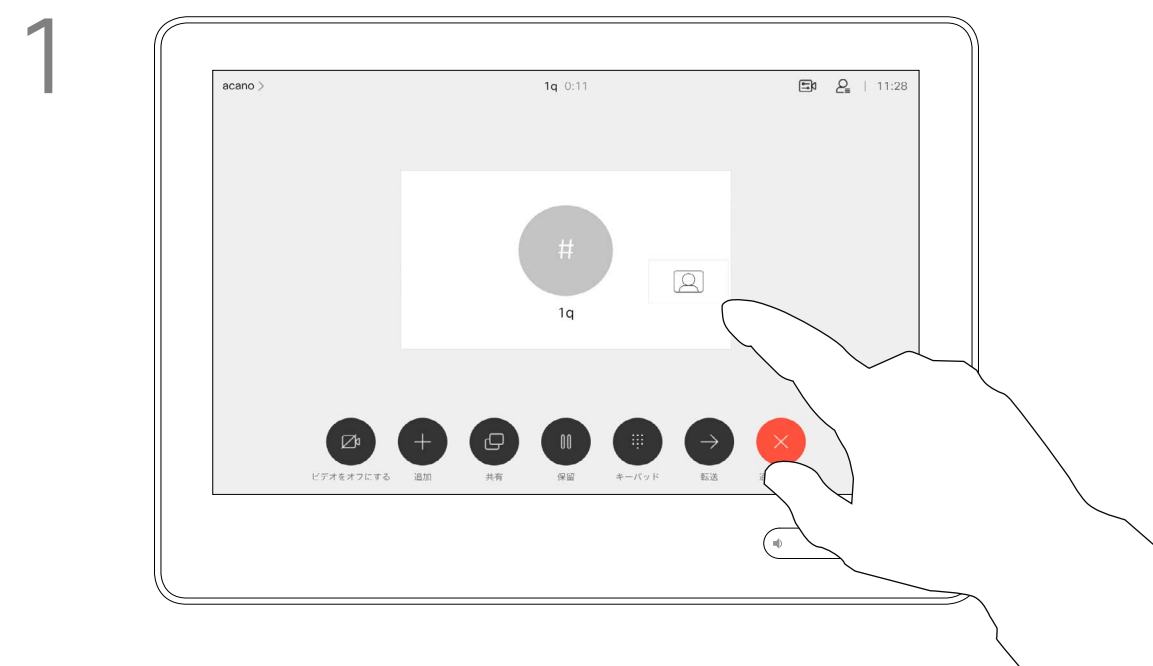 1
acano >
1q 0:11
| 11:28
#
1q
ビデオをオフにする
追加
共有
保留
キーパッド
転送